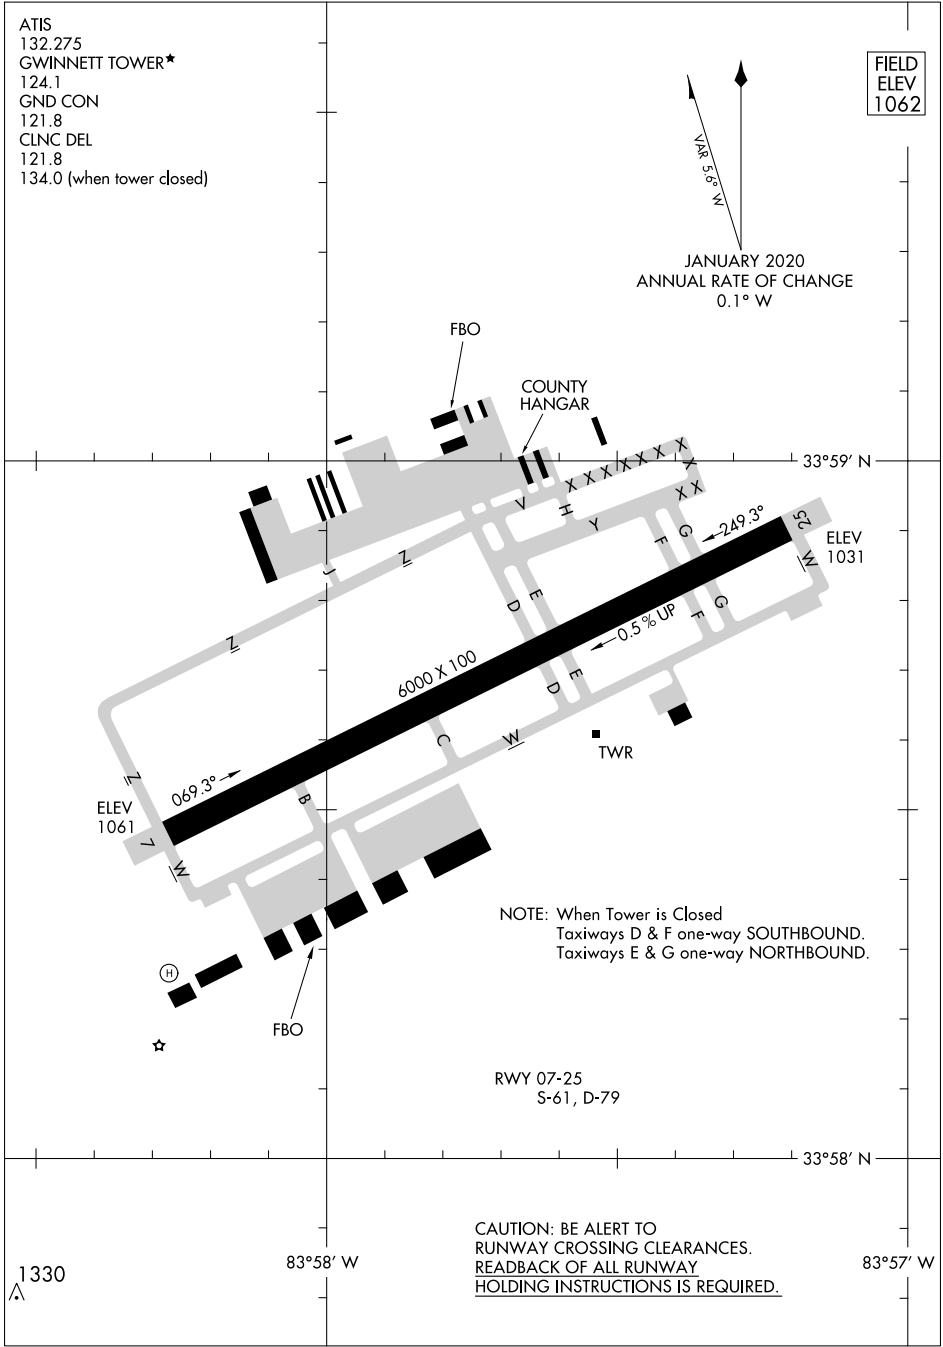 ATIS
132.275
GWINNETT TOWER★
124.1
GND CON
121.8
CLNC DEL
121.8
134.0 (when tower closed)
FIELD
ELEV
1062
VAR 5.6° W
JANUARY 2020
ANNUAL RATE OF CHANGE
0.1° W
FBO
COUNTY
HANGAR
33°59' N
X X X X X X X
X
X X
V
H
Y
G
F
249.3°
25
W
ELEV
1031
J
Z
Z
D
E
0.5% UP
G
F
6000 X 100
E
D
C
W
TWR
Z
069.3°
ELEV
1061
7
W
B
NOTE: When Tower is Closed
Taxiways D & F one-way SOUTHBOUND.
Taxiways E & G one-way NORTHBOUND.
H
FBO
RWY 07-25
S-61, D-79
33°58' N
CAUTION: BE ALERT TO
RUNWAY CROSSING CLEARANCES.
READBACK OF ALL RUNWAY
HOLDING INSTRUCTIONS IS REQUIRED.
1330
83°58' W
83°57' W